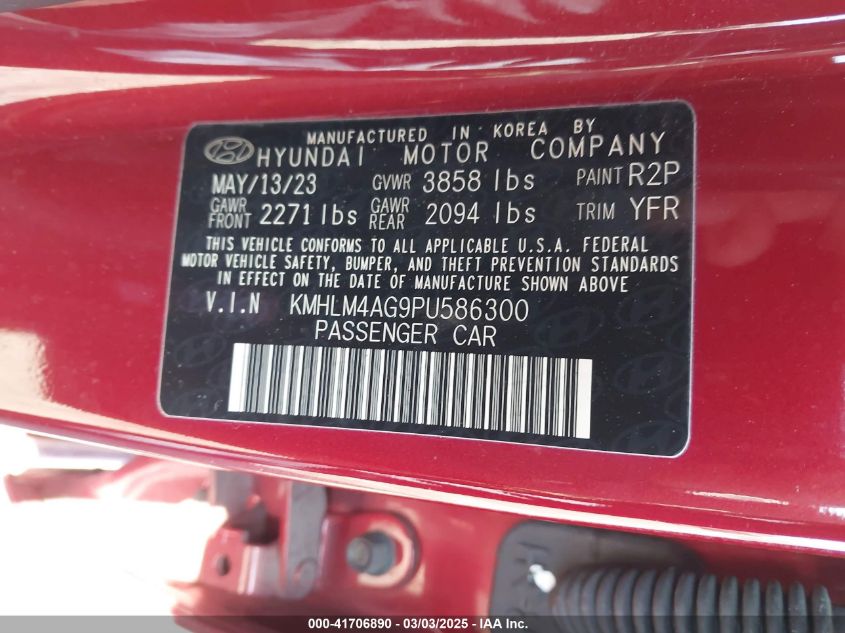 MANUFACTURED IN KOREA BY
HYUNDAI MOTOR COMPANY
MAY/13/23 GVWR 3858 lbs PAINT R2P
GAWR FRONT 2271 lbs GAWR REAR 2094 lbs TRIM YFR
THIS VEHICLE CONFORMS TO ALL APPLICABLE U.S.A. FEDERAL
MOTOR VEHICLE SAFETY, BUMPER, AND THEFT PREVENTION STANDARDS
IN EFFECT ON THE DATE OF MANUFACTURE SHOWN ABOVE
V.I.N KMHLM4AG9PU586300
PASSENGER CAR
000-41706890 - 03/03/2025 - IAA Inc.